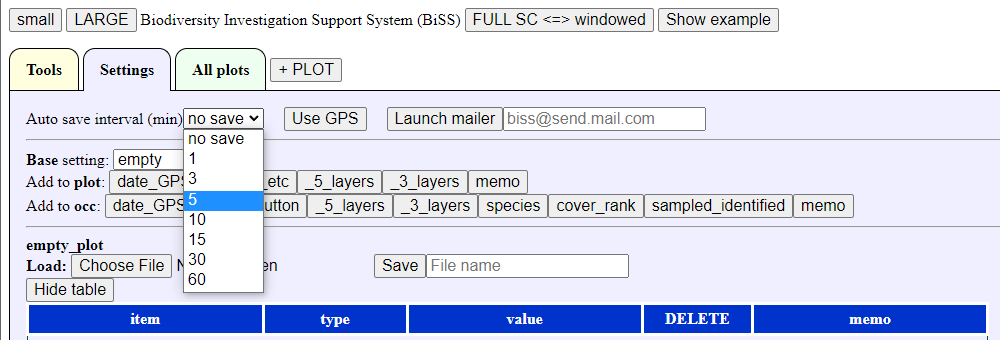 small LARGE Biodiversity Investigation Support System (BiSS) FULL SC <=> windowed Show example
Tools Settings All plots + PLOT
Auto save interval (min) no save Use GPS Launch mailer biss@send.mail.com
no save
1
3
5
10
15
30
60
Base setting: empty
Add to plot: date_GPS _etc _5_layers _3_layers memo
Add to occ: date_GPS utton _5_layers _3_layers species cover_rank sampled_identified memo
empty_plot
Load: Choose File N en Save File name
Hide table
item type value DELETE memo